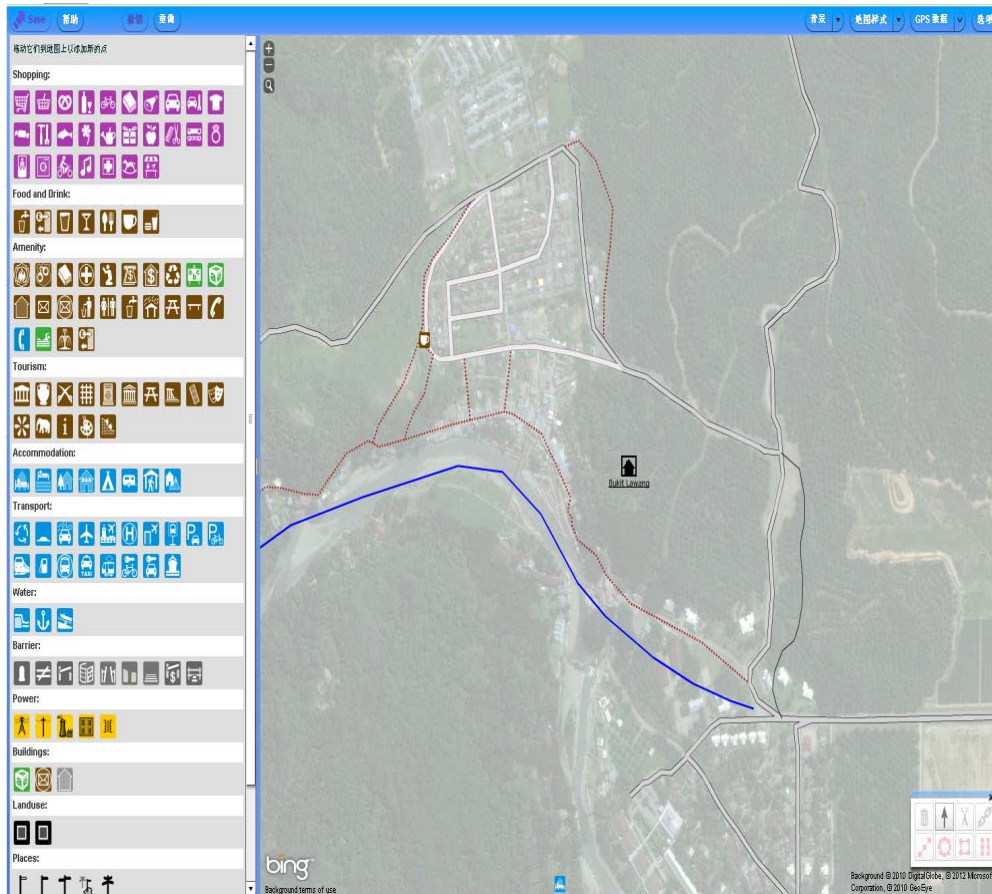 Save
帮助
撤销
重做
背景
地图样式
GPS 数据
选项
拖动它们到地图上以添加新的点
Shopping:
Food and Drink:
Amenity:
Tourism:
Accommodation:
Transport:
Water:
Barrier:
Power:
Buildings:
Landuse:
Places:
Bukit Lawang
bing
Background terms of use
Background © 2010 DigitalGlobe, © 2012 Microsoft
Corporation, © 2010 GeoEye